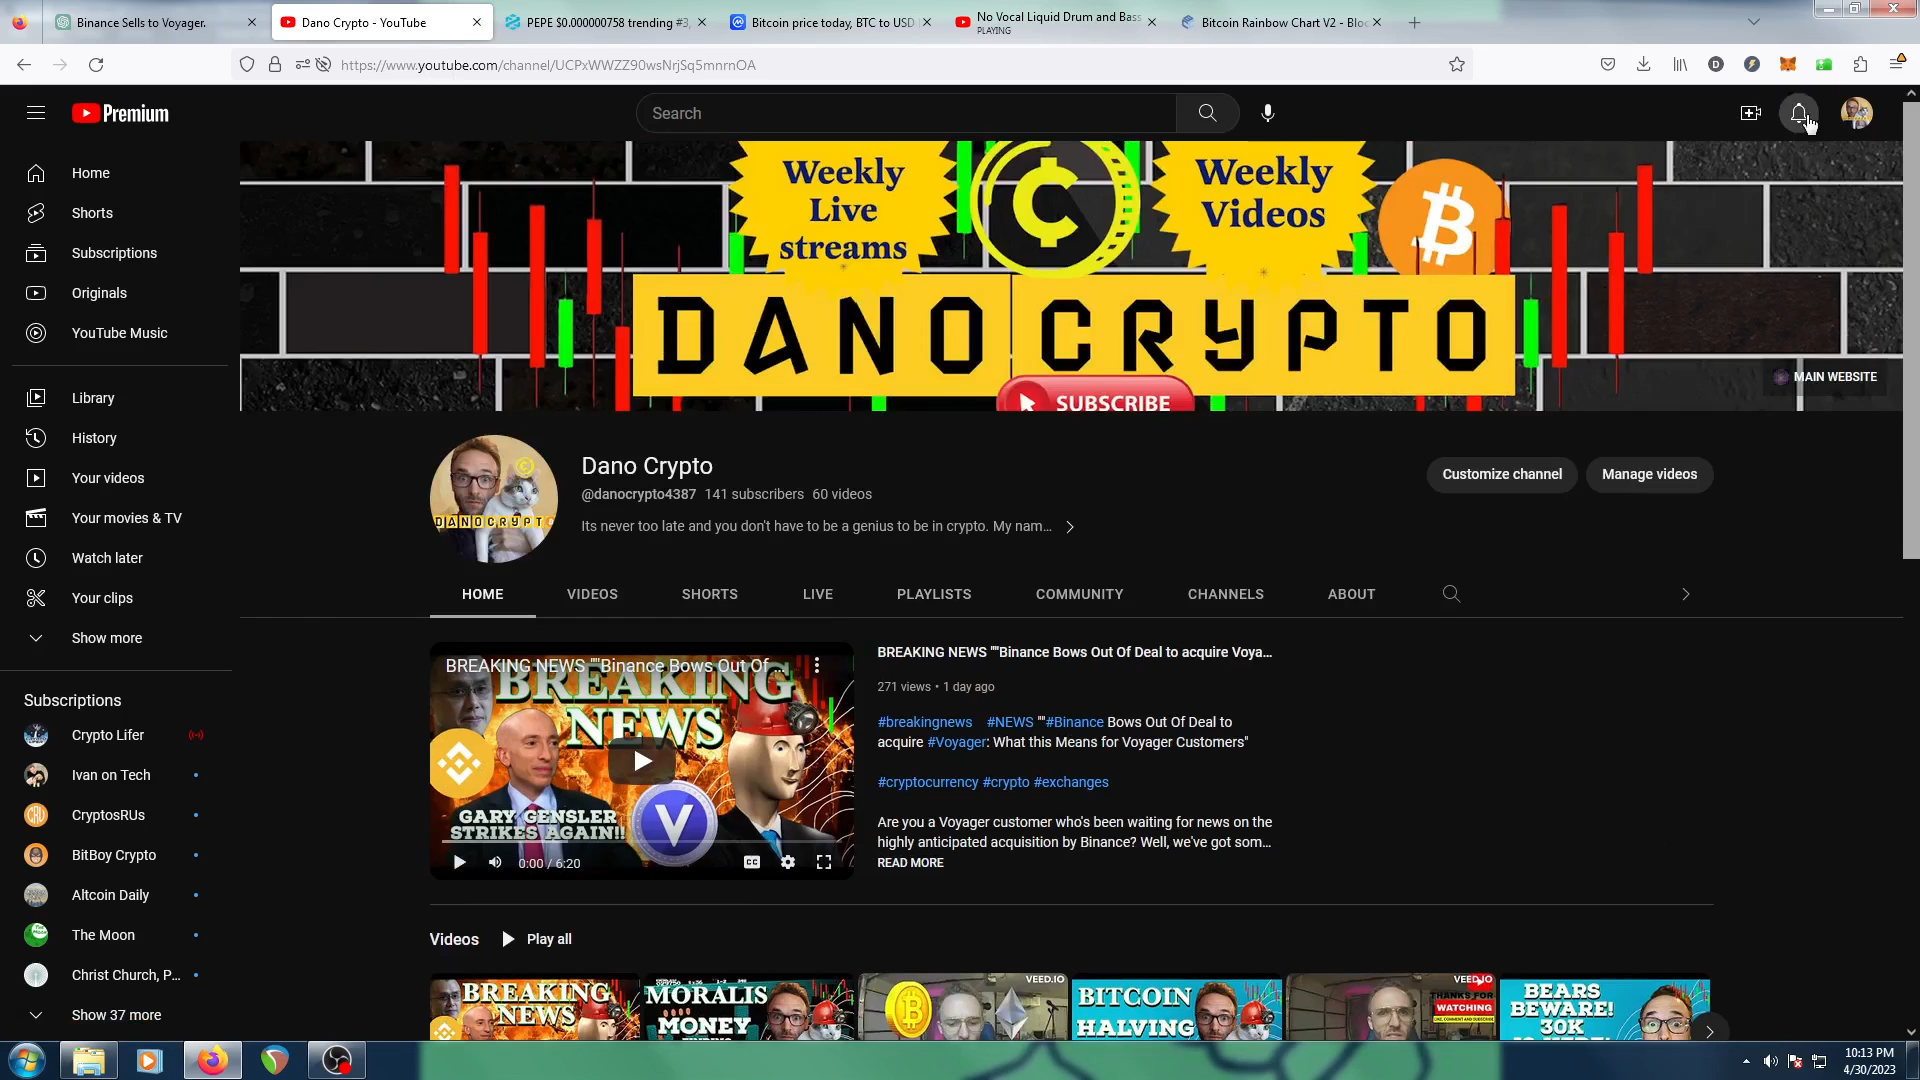 Binance Sells to Voyager.
Dano Crypto - YouTube
PEPE $0.000000758 trending #3,
Bitcoin price today, BTC to USD
No Vocal Liquid Drum and Bass
PLAYING
Bitcoin Rainbow Chart V2 - Bloc
https://www.youtube.com/channel/UCPxWWZZ90wsNrjSq5mnrnOA
Premium
Search
Home
Shorts
Subscriptions
Originals
YouTube Music
Library
History
Your videos
Your movies & TV
Watch later
Your clips
Show more
Subscriptions
Crypto Lifer
Ivan on Tech
CryptosRUs
BitBoy Crypto
Altcoin Daily
The Moon
Christ Church, P...
Show 37 more
Weekly
Live
streams
Weekly
Videos
DANO CRYPTO
SUBSCRIBE
MAIN WEBSITE
DANOCRYPTO
Dano Crypto
@danocrypto4387 141 subscribers 60 videos
Its never too late and you don't have to be a genius to be in crypto. My nam...
Customize channel
Manage videos
HOME
VIDEOS
SHORTS
LIVE
PLAYLISTS
COMMUNITY
CHANNELS
ABOUT
BREAKING NEWS ""Binance Bows Out Of ...
BREAKING
NEWS
GARY GENSLER
STRIKES AGAIN!!
V
0:00 / 6:20
CC
BREAKING NEWS ""Binance Bows Out Of Deal to acquire Voya...
271 views • 1 day ago
#breakingnews #NEWS ""#Binance Bows Out Of Deal to
acquire #Voyager: What this Means for Voyager Customers"
#cryptocurrency #crypto #exchanges
Are you a Voyager customer who's been waiting for news on the
highly anticipated acquisition by Binance? Well, we've got som...
READ MORE
Videos
Play all
BREAKING
NEWS
MORALIS
MONEY
VEED.IO
BITCOIN
HALVING
VEED.IO
THANKS FOR
WATCHING
BEARS
BEWARE!
30K
10:13 PM
4/30/2023